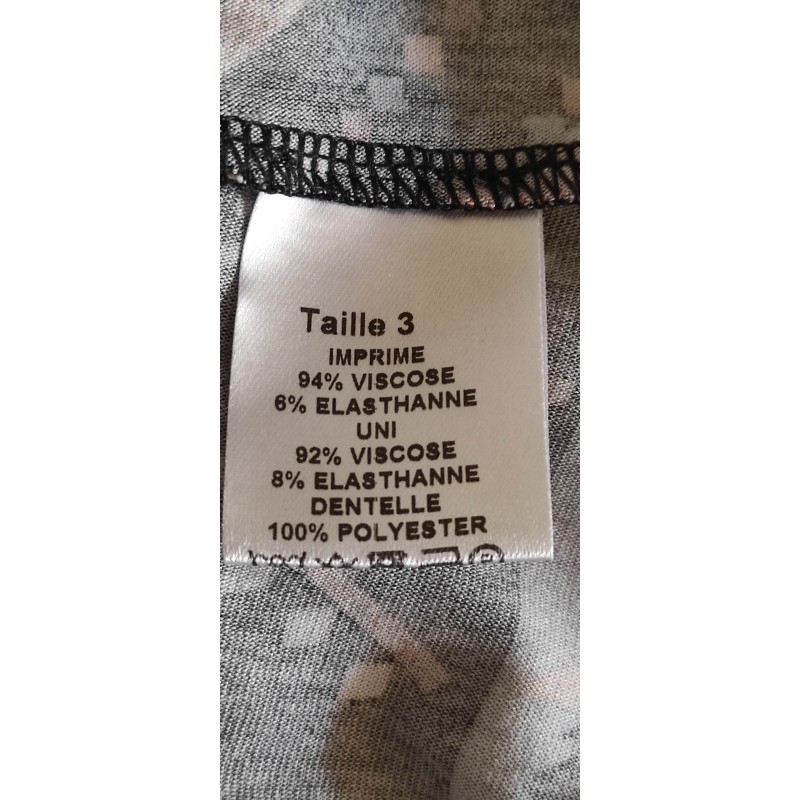 Taille 3
IMPRIME
94% VISCOSE
6% ELASTHANNE
UNI
92% VISCOSE
8% ELASTHANNE
DENTELLE
100% POLYESTER